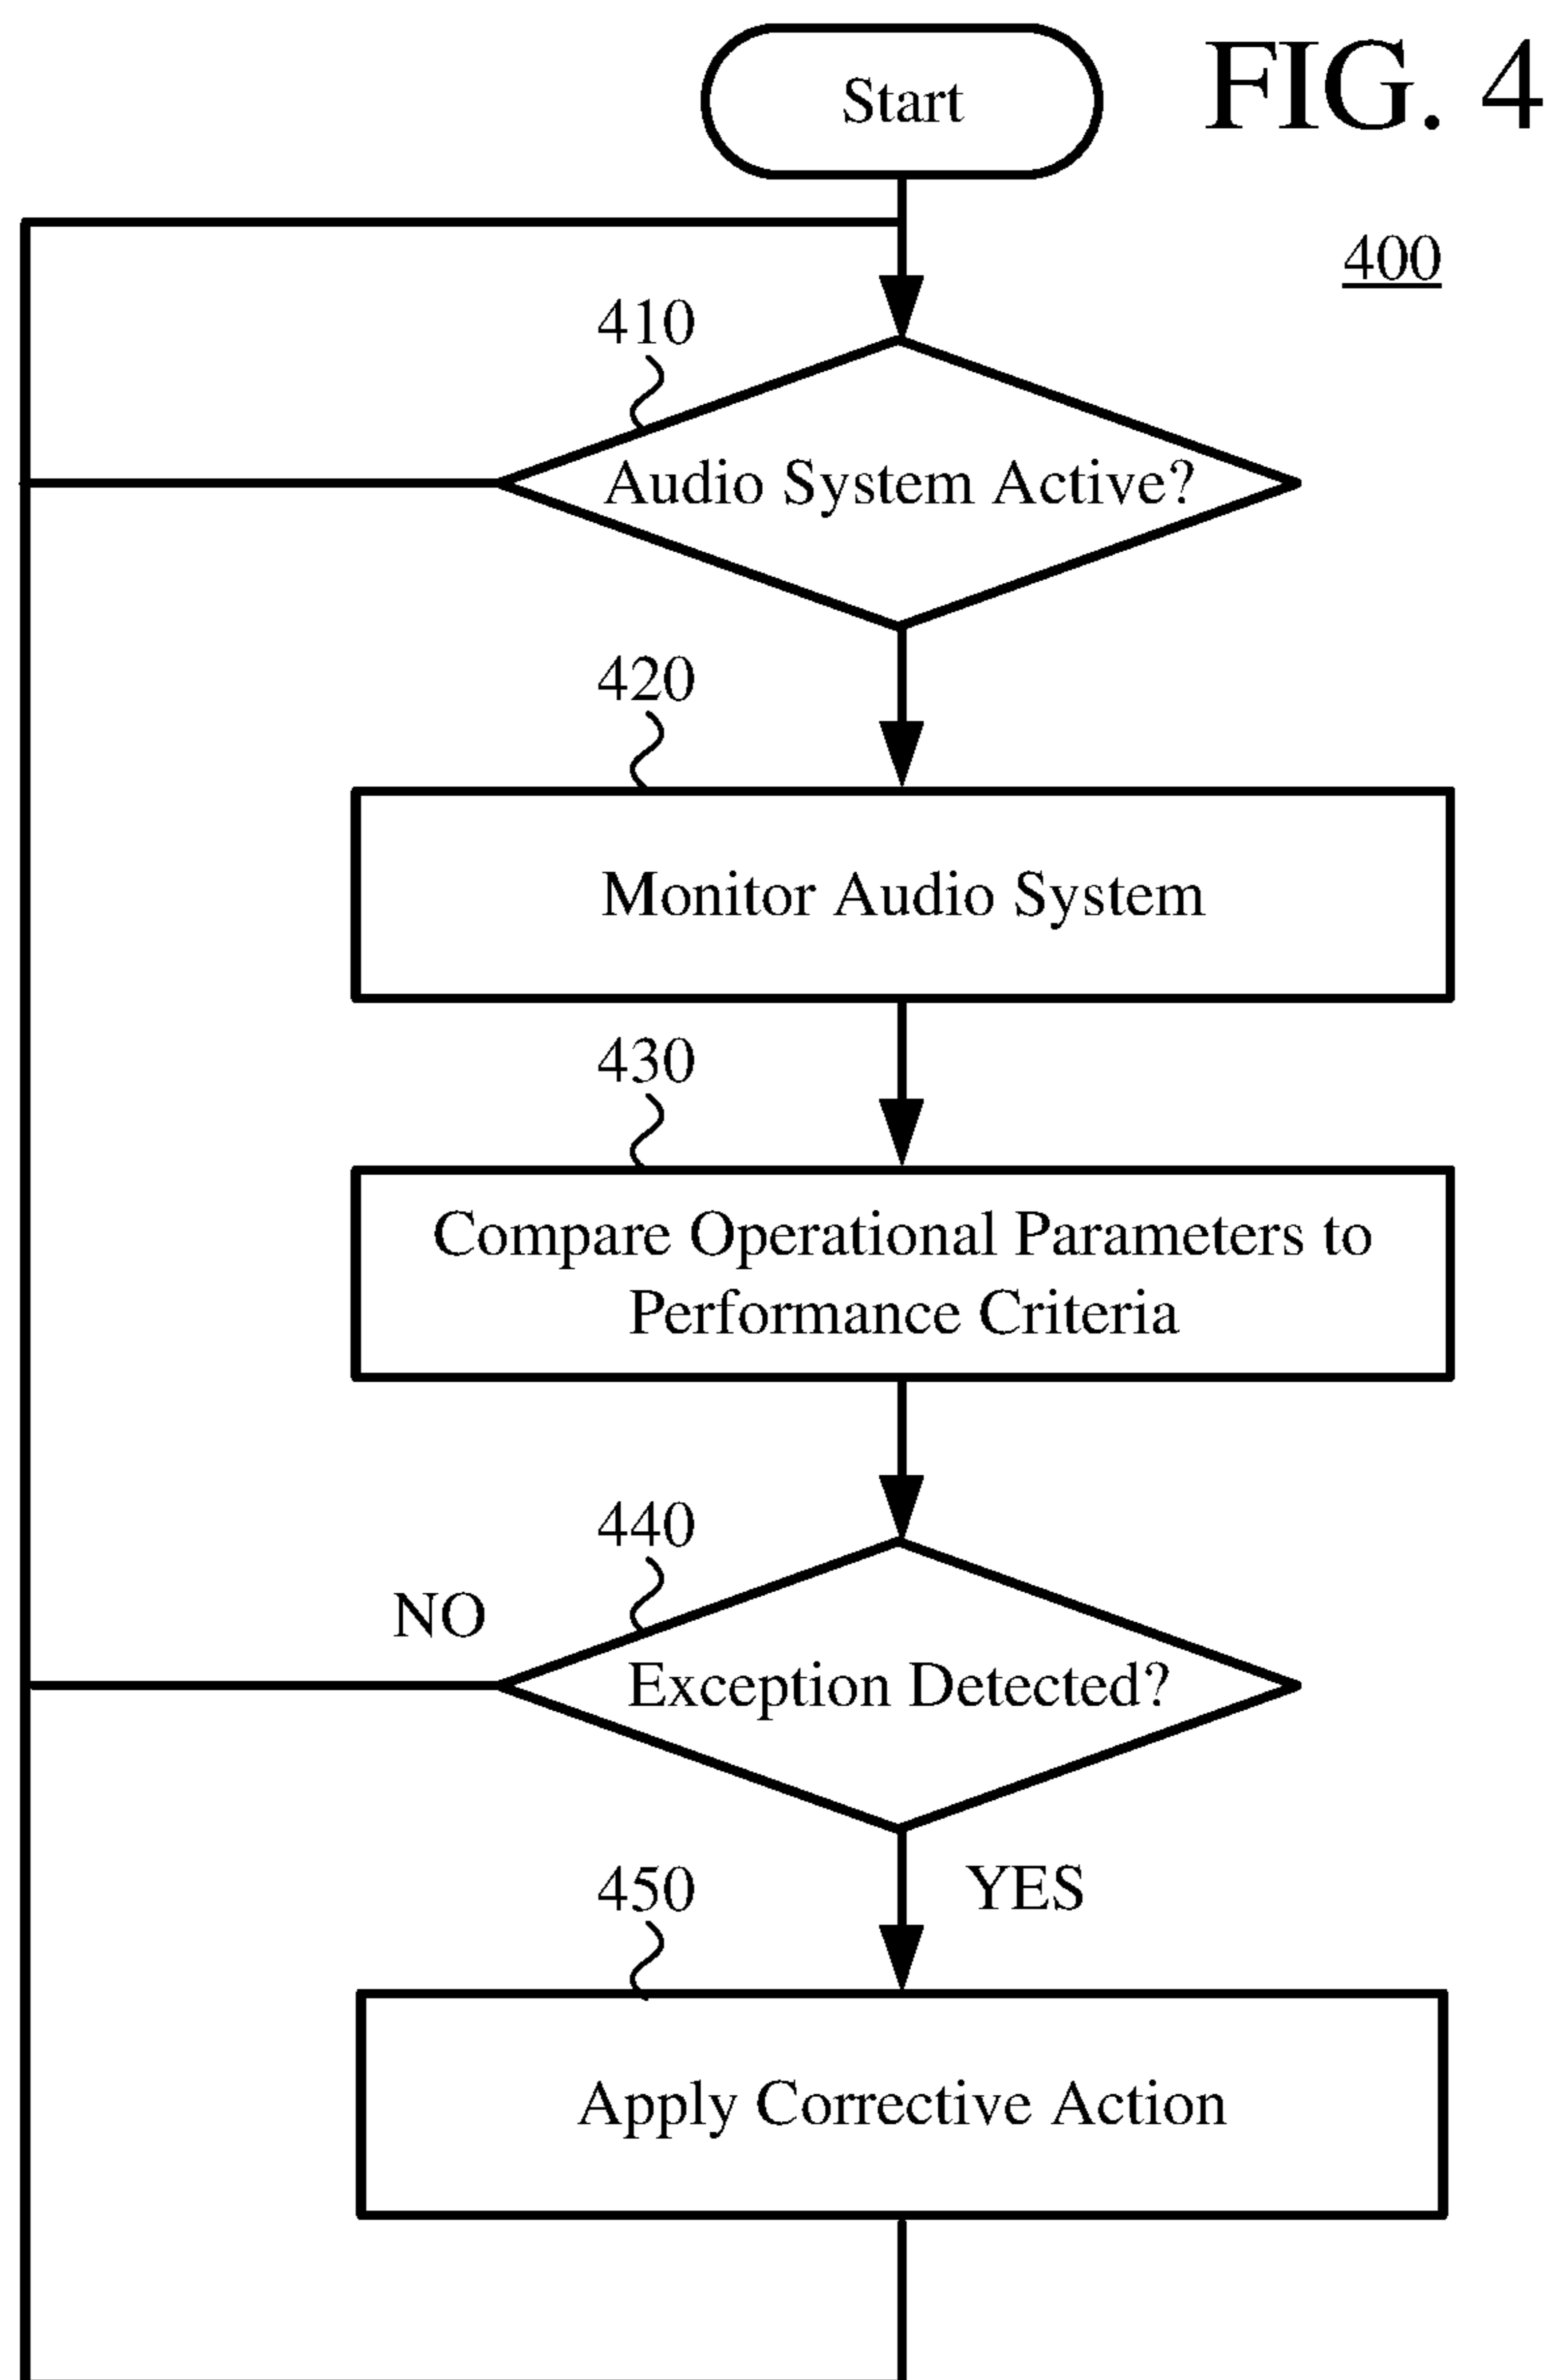 Start
FIG. 4
400
410
Audio System Active?
420
Monitor Audio System
430
Compare Operational Parameters to
Performance Criteria
440
NO
Exception Detected?
450
YES
Apply Corrective Action